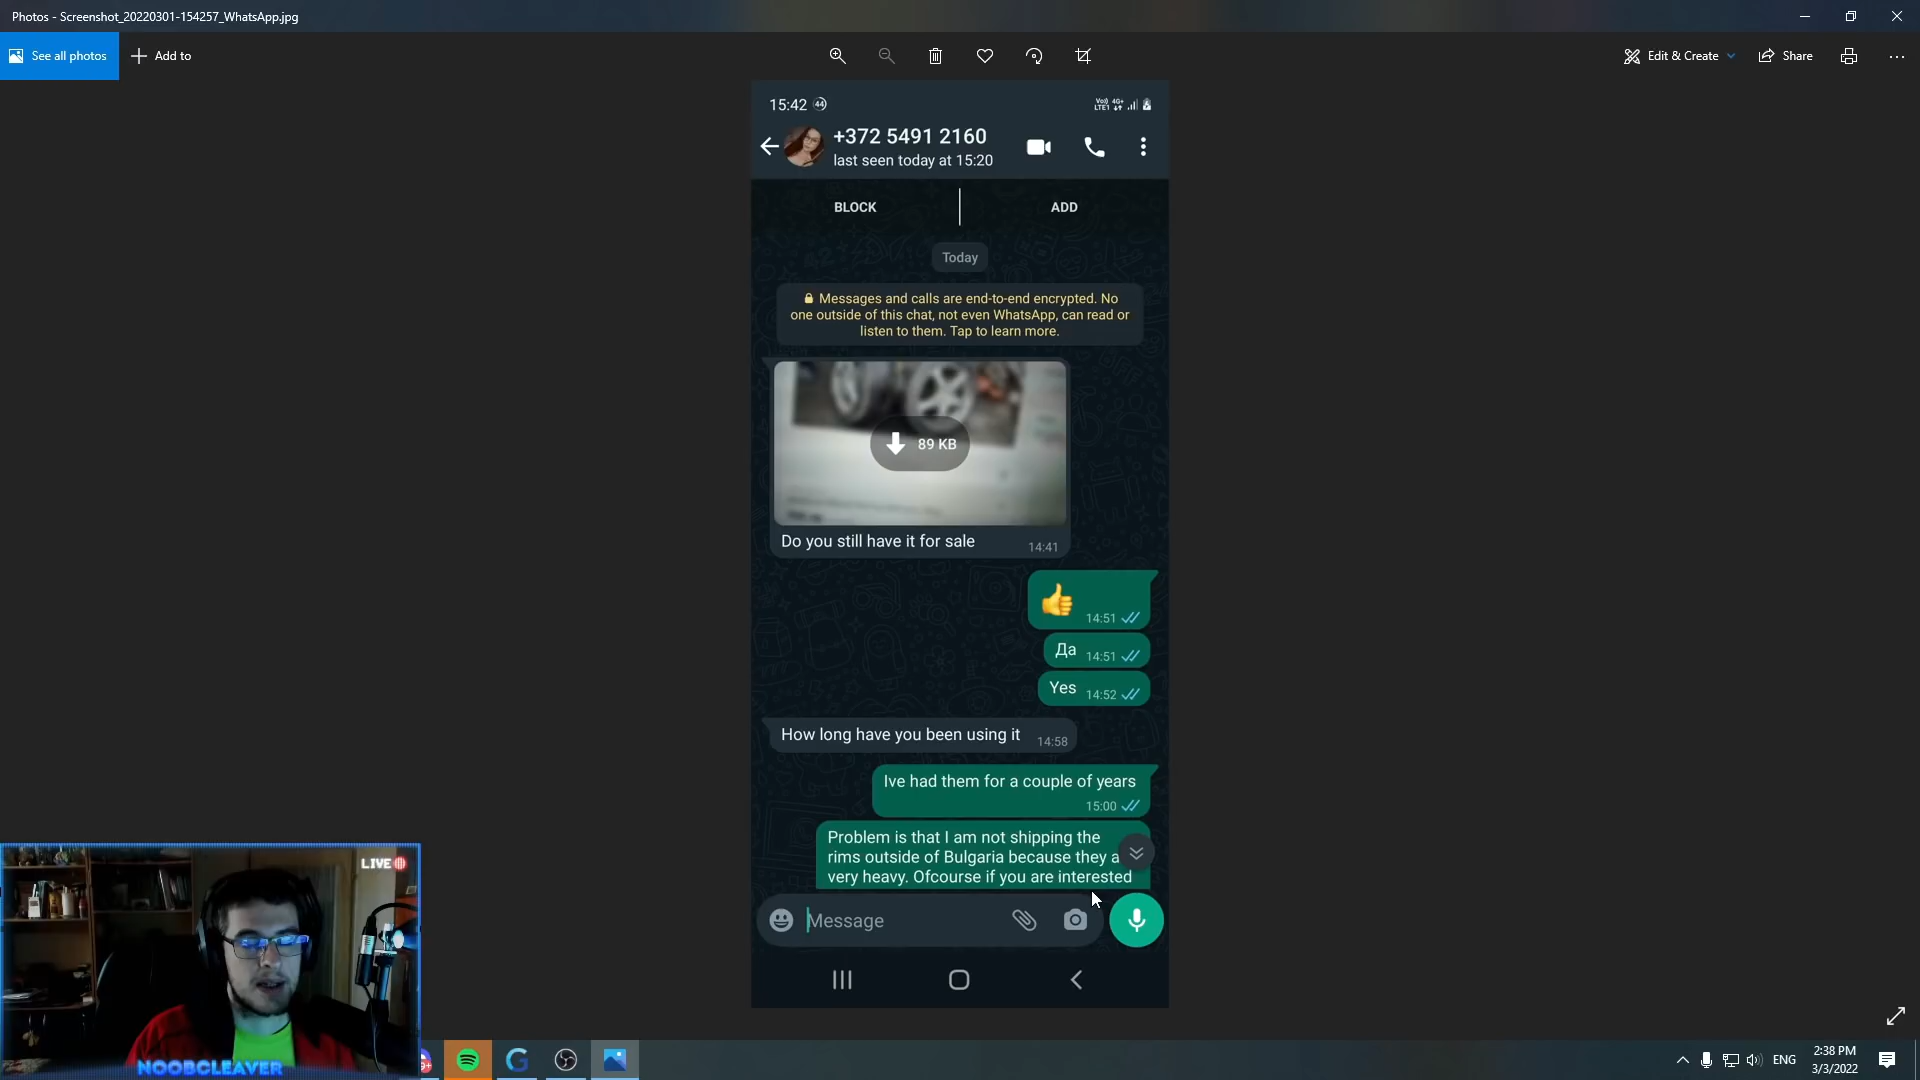 Photos - Screenshot_20220301-154257_WhatsApp.jpg
See all photos
Add to
Edit & Create
Share
15:42 44
Vo)) 4G+
LTE1
+372 5491 2160
last seen today at 15:20
BLOCK
ADD
Today
Messages and calls are end-to-end encrypted. No
one outside of this chat, not even WhatsApp, can read or
listen to them. Tap to learn more.
89 KB
Do you still have it for sale
14:41
👍
14:51
Да 14:51
Yes 14:52
How long have you been using it 14:58
Ive had them for a couple of years
15:00
Problem is that I am not shipping the
rims outside of Bulgaria because they
very heavy. Ofcourse if you are interested
Message
LIVE
NOOBCLEAVER
ENG
2:38 PM
3/3/2022